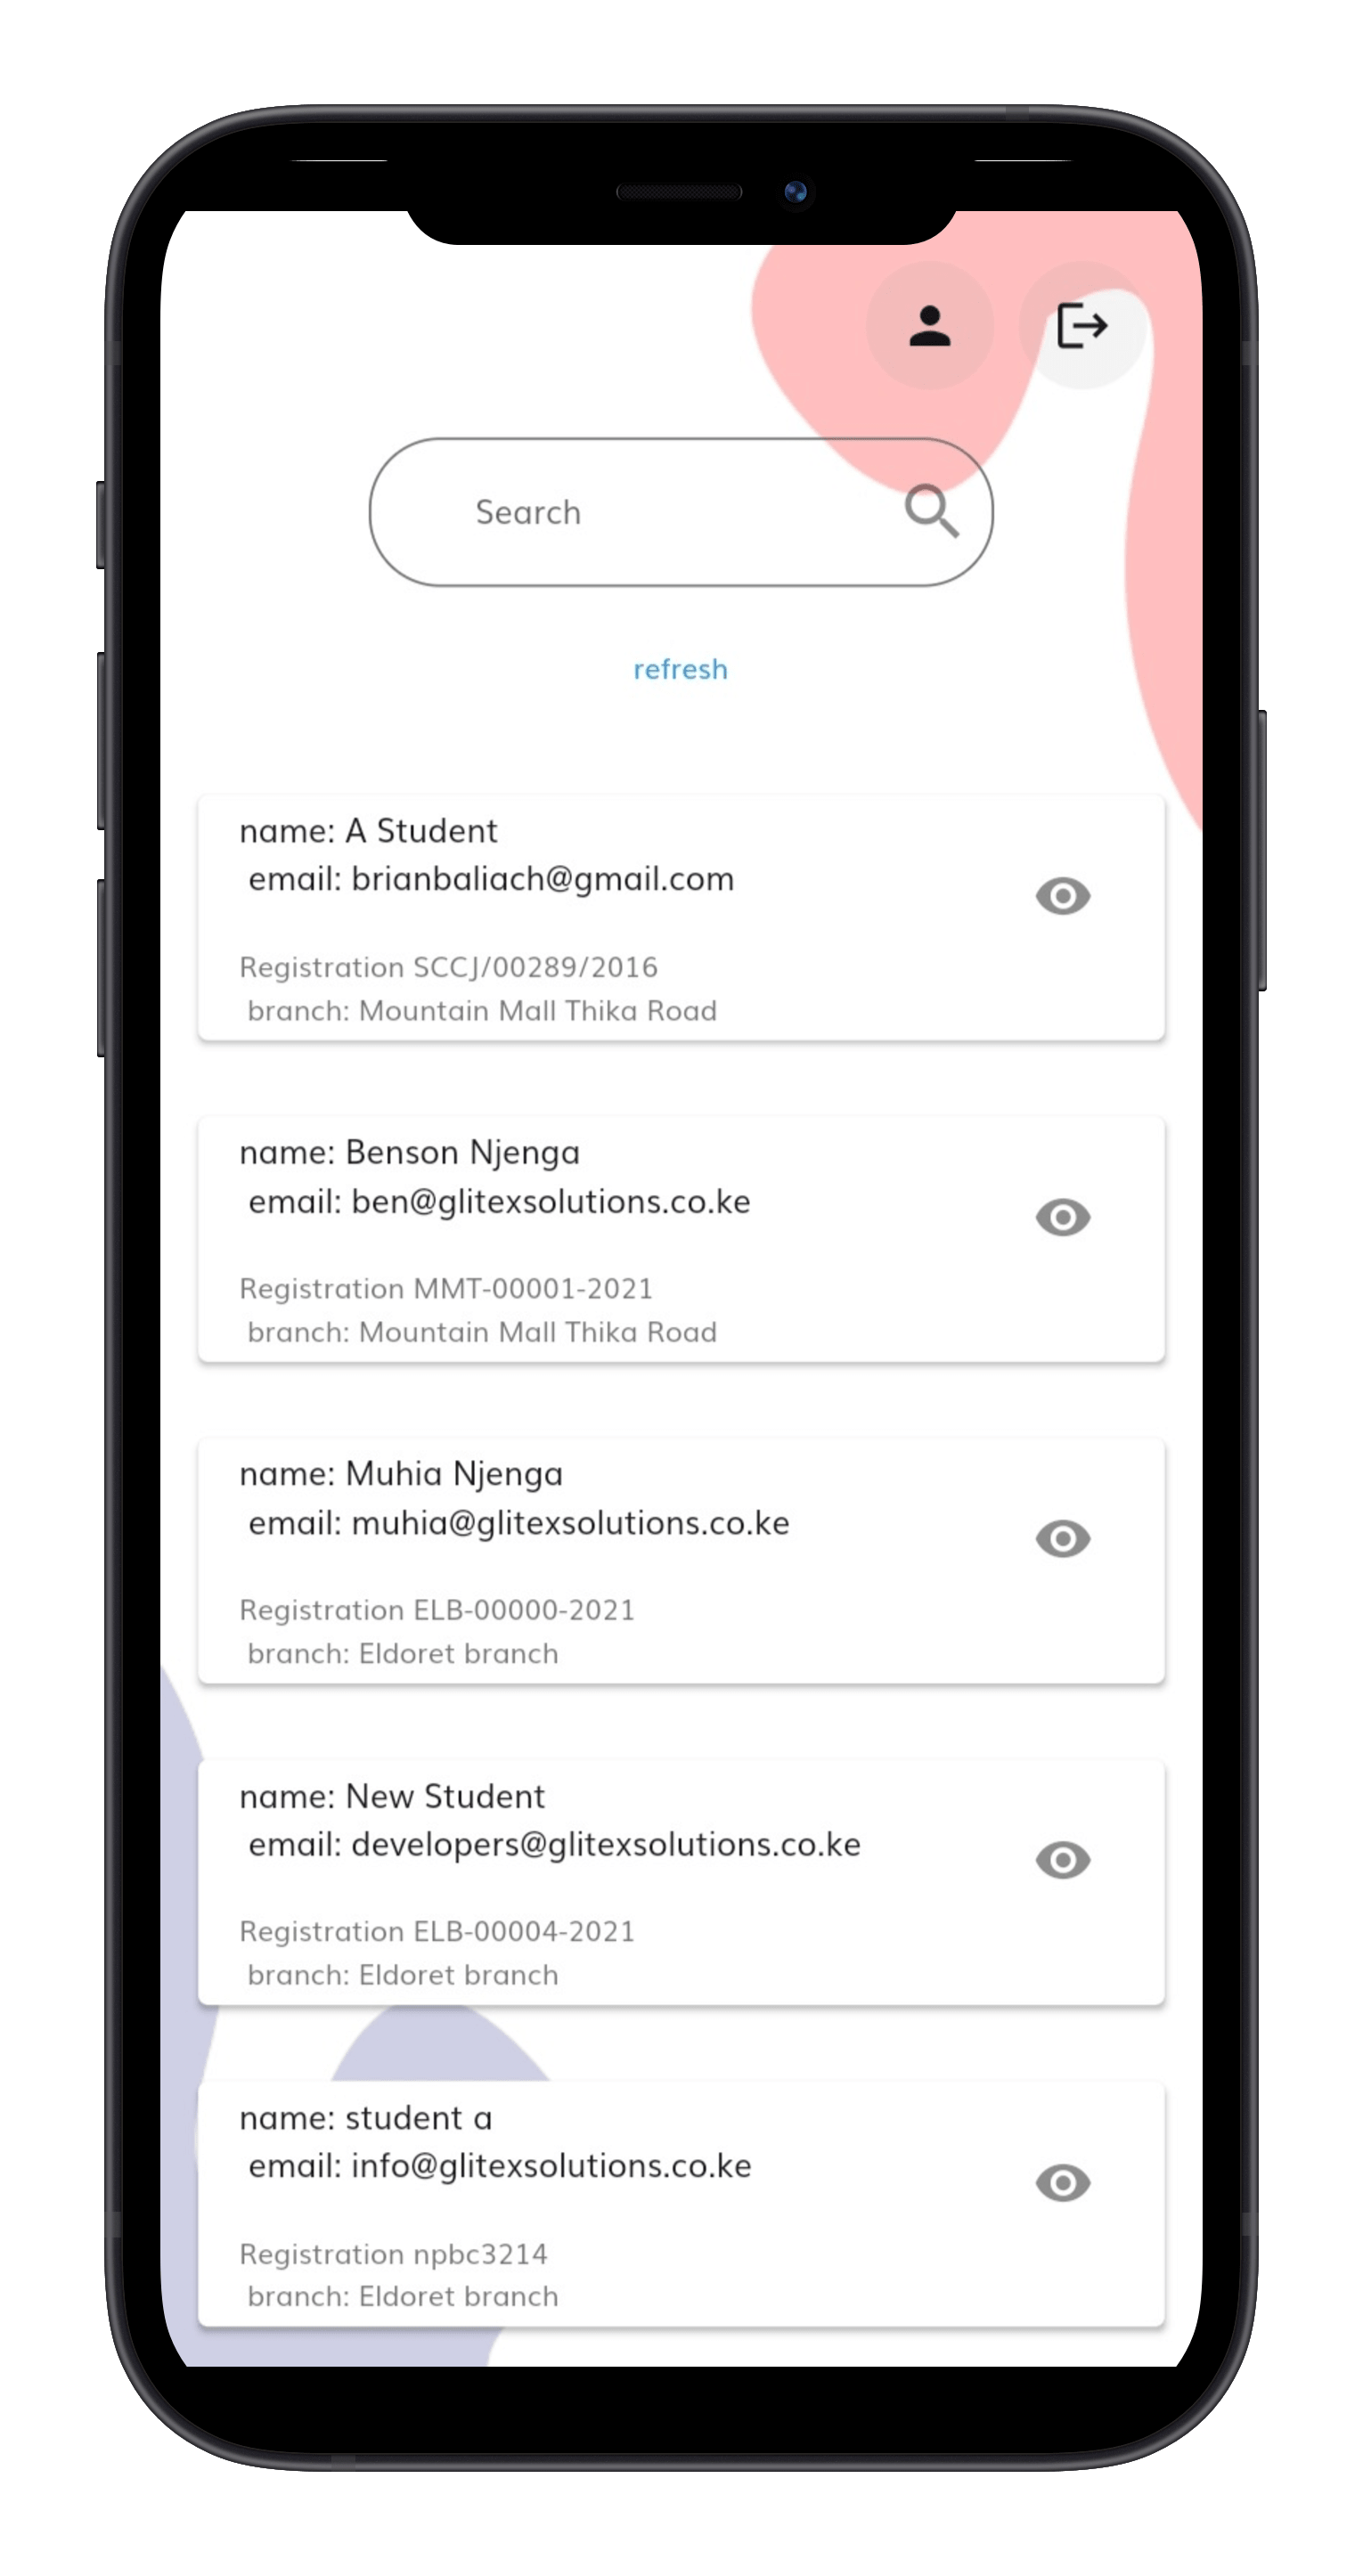 Search
refresh
name: A Student
email: brianbaliach@gmail.com
Registration SCCJ/00289/2016
branch: Mountain Mall Thika Road
name: Benson Njenga
email: ben@glitexsolutions.co.ke
Registration MMT-00001-2021
branch: Mountain Mall Thika Road
name: Muhia Njenga
email: muhia@glitexsolutions.co.ke
Registration ELB-00000-2021
branch: Eldoret branch
name: New Student
email: developers@glitexsolutions.co.ke
Registration ELB-00004-2021
branch: Eldoret branch
name: student a
email: info@glitexsolutions.co.ke
Registration npbc3214
branch: Eldoret branch